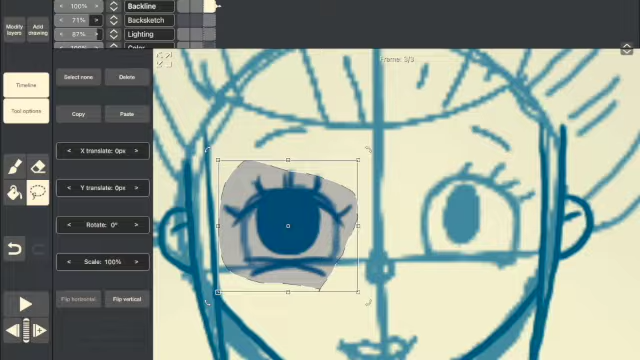 < 100% > Backline
< 71% > Backsketch
< 87% > Lighting
Modify layers
Add drawing
Frame: 3/3
Select none
Delete
Timeline
Tool options
Copy
Paste
< X translate: 0px >
< Y translate: 0px >
< Rotate: 0° >
< Scale: 100% >
Flip horizontal
Flip vertical